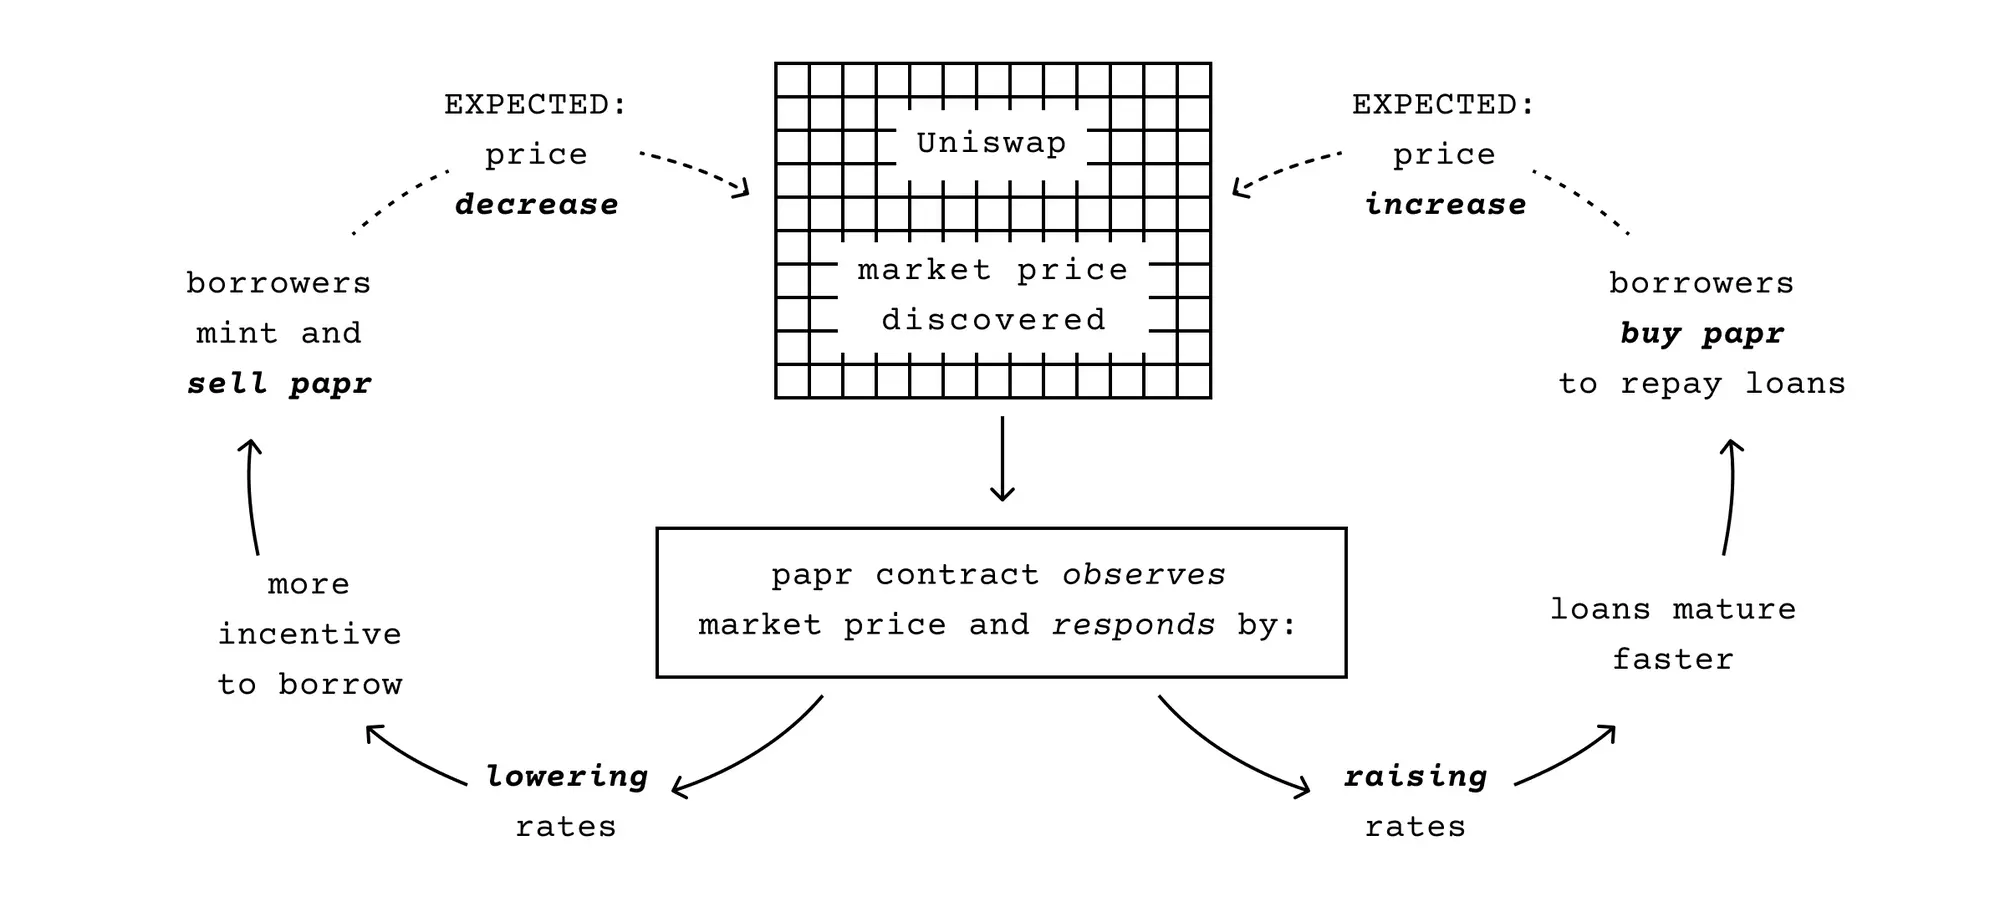 EXPECTED:
price
decrease
Uniswap
market price
discovered
EXPECTED:
price
increase
borrowers
mint and
sell papr
borrowers
buy papr
to repay loans
papr contract observes
market price and responds by:
more
incentive
to borrow
loans mature
faster
lowering
rates
raising
rates